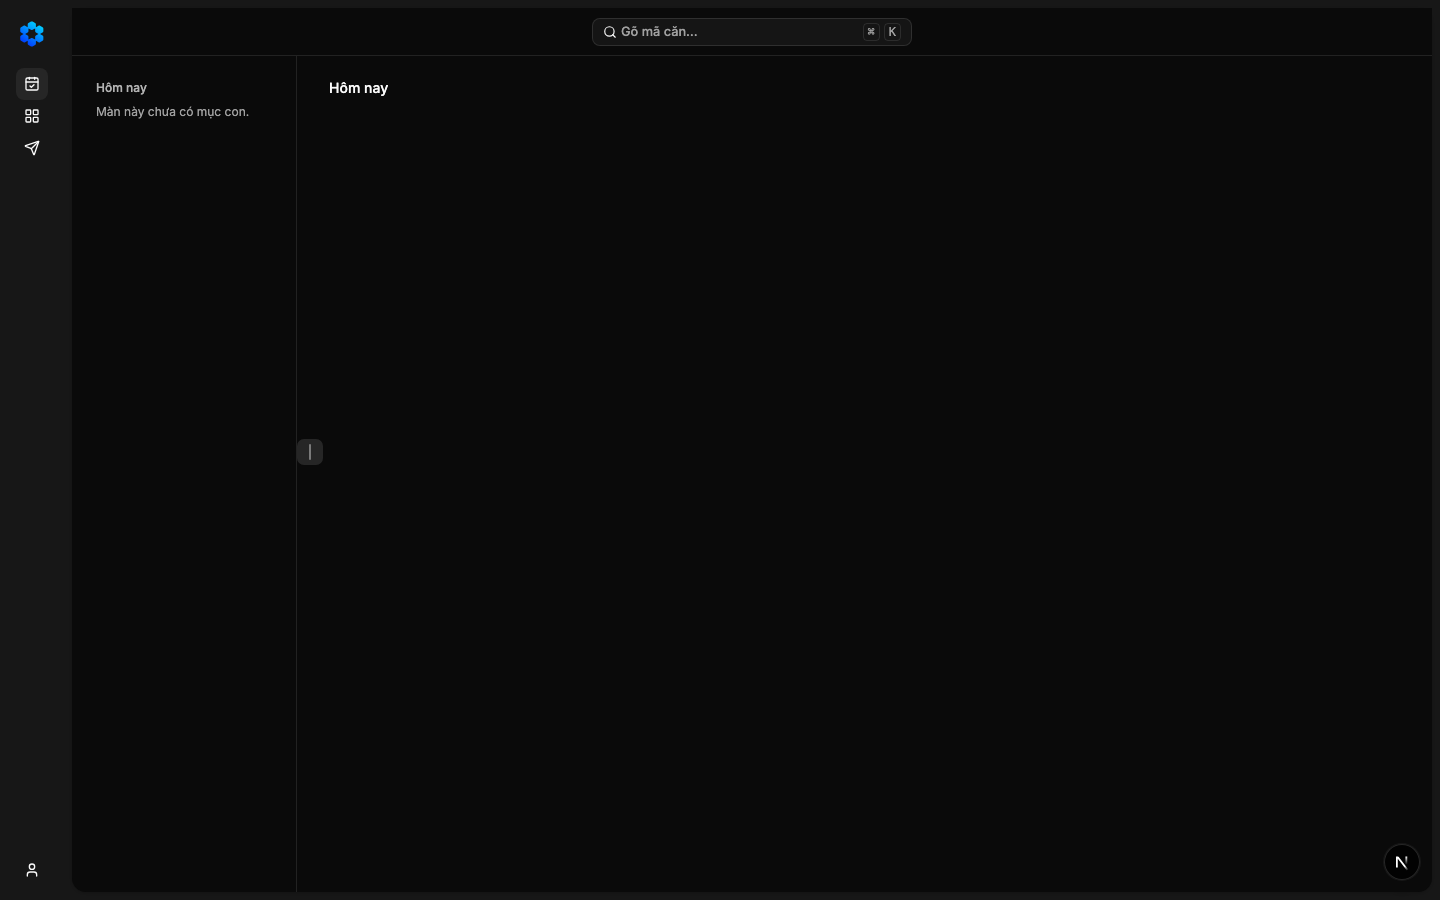 Gõ mã căn...
⌘ K
Hôm nay
Màn này chưa có mục con.
Hôm nay
N